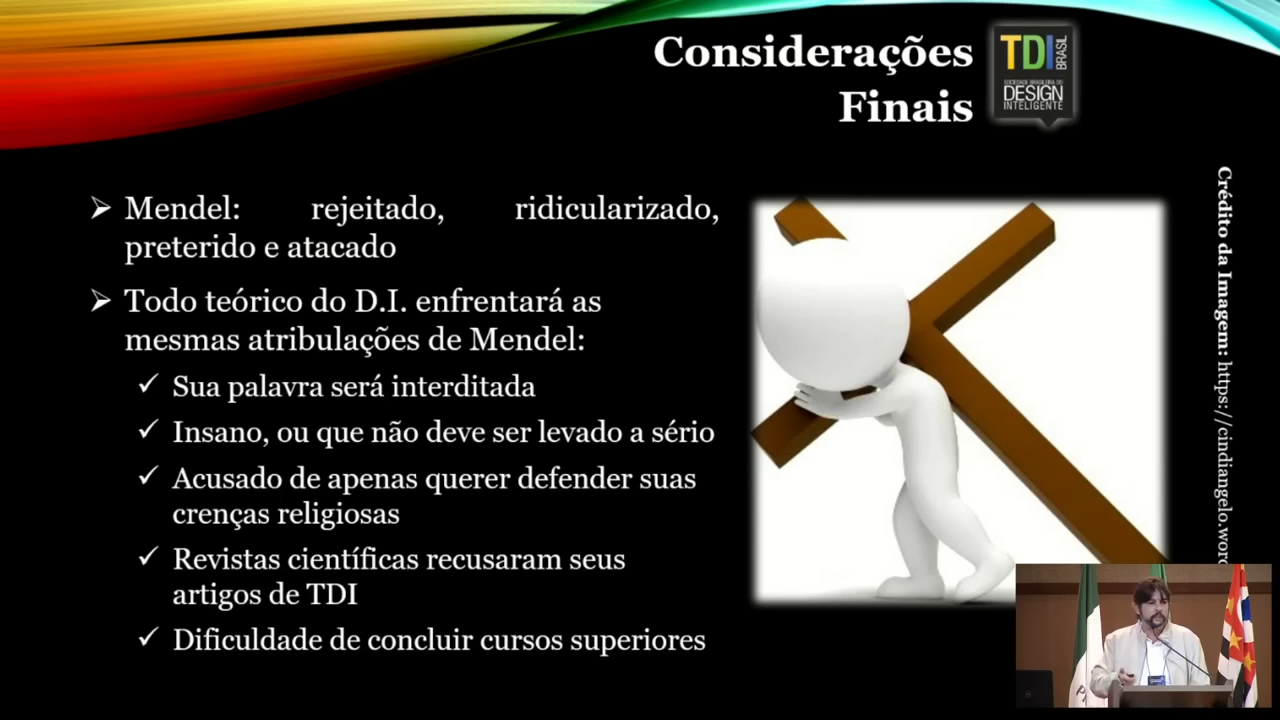 Considerações
Finais
TDI
BRASIL
SOCIEDADE BRASILEIRA DO
DESIGN
INTELIGENTE
➢ Mendel: rejeitado, ridicularizado,
preterido e atacado
➢ Todo teórico do D.I. enfrentará as
mesmas atribulações de Mendel:
✓ Sua palavra será interditada
✓ Insano, ou que não deve ser levado a sério
✓ Acusado de apenas querer defender suas
crenças religiosas
✓ Revistas científicas recusaram seus
artigos de TDI
✓ Dificuldade de concluir cursos superiores
Crédito da Imagem: https://cindiangelo.word